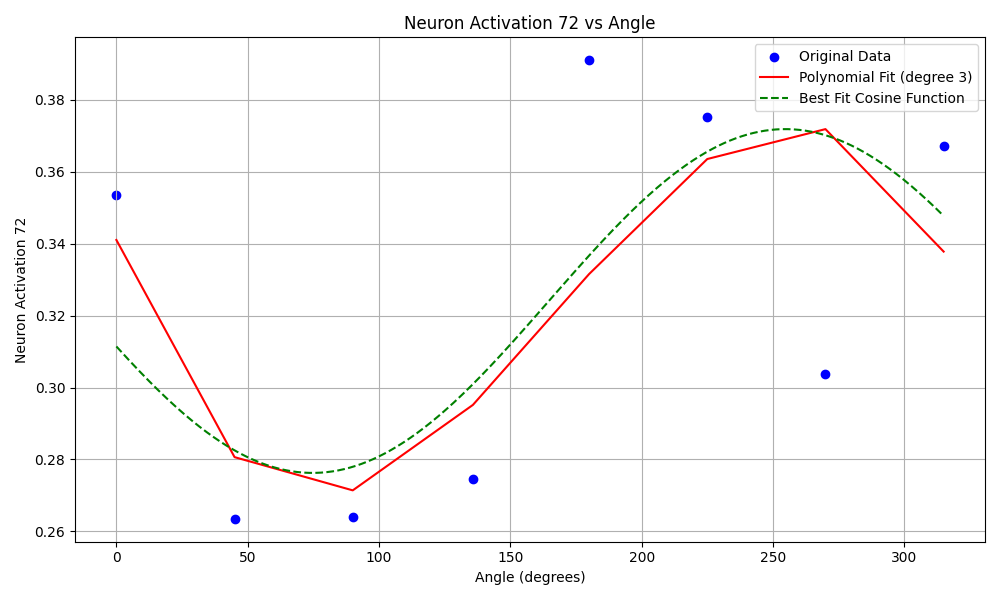 Neuron Activation 72 vs Angle
Original Data
Polynomial Fit (degree 3)
Best Fit Cosine Function
Neuron Activation 72
0.38
0.36
0.34
0.32
0.30
0.28
0.26
0
50
100
150
200
250
300
Angle (degrees)